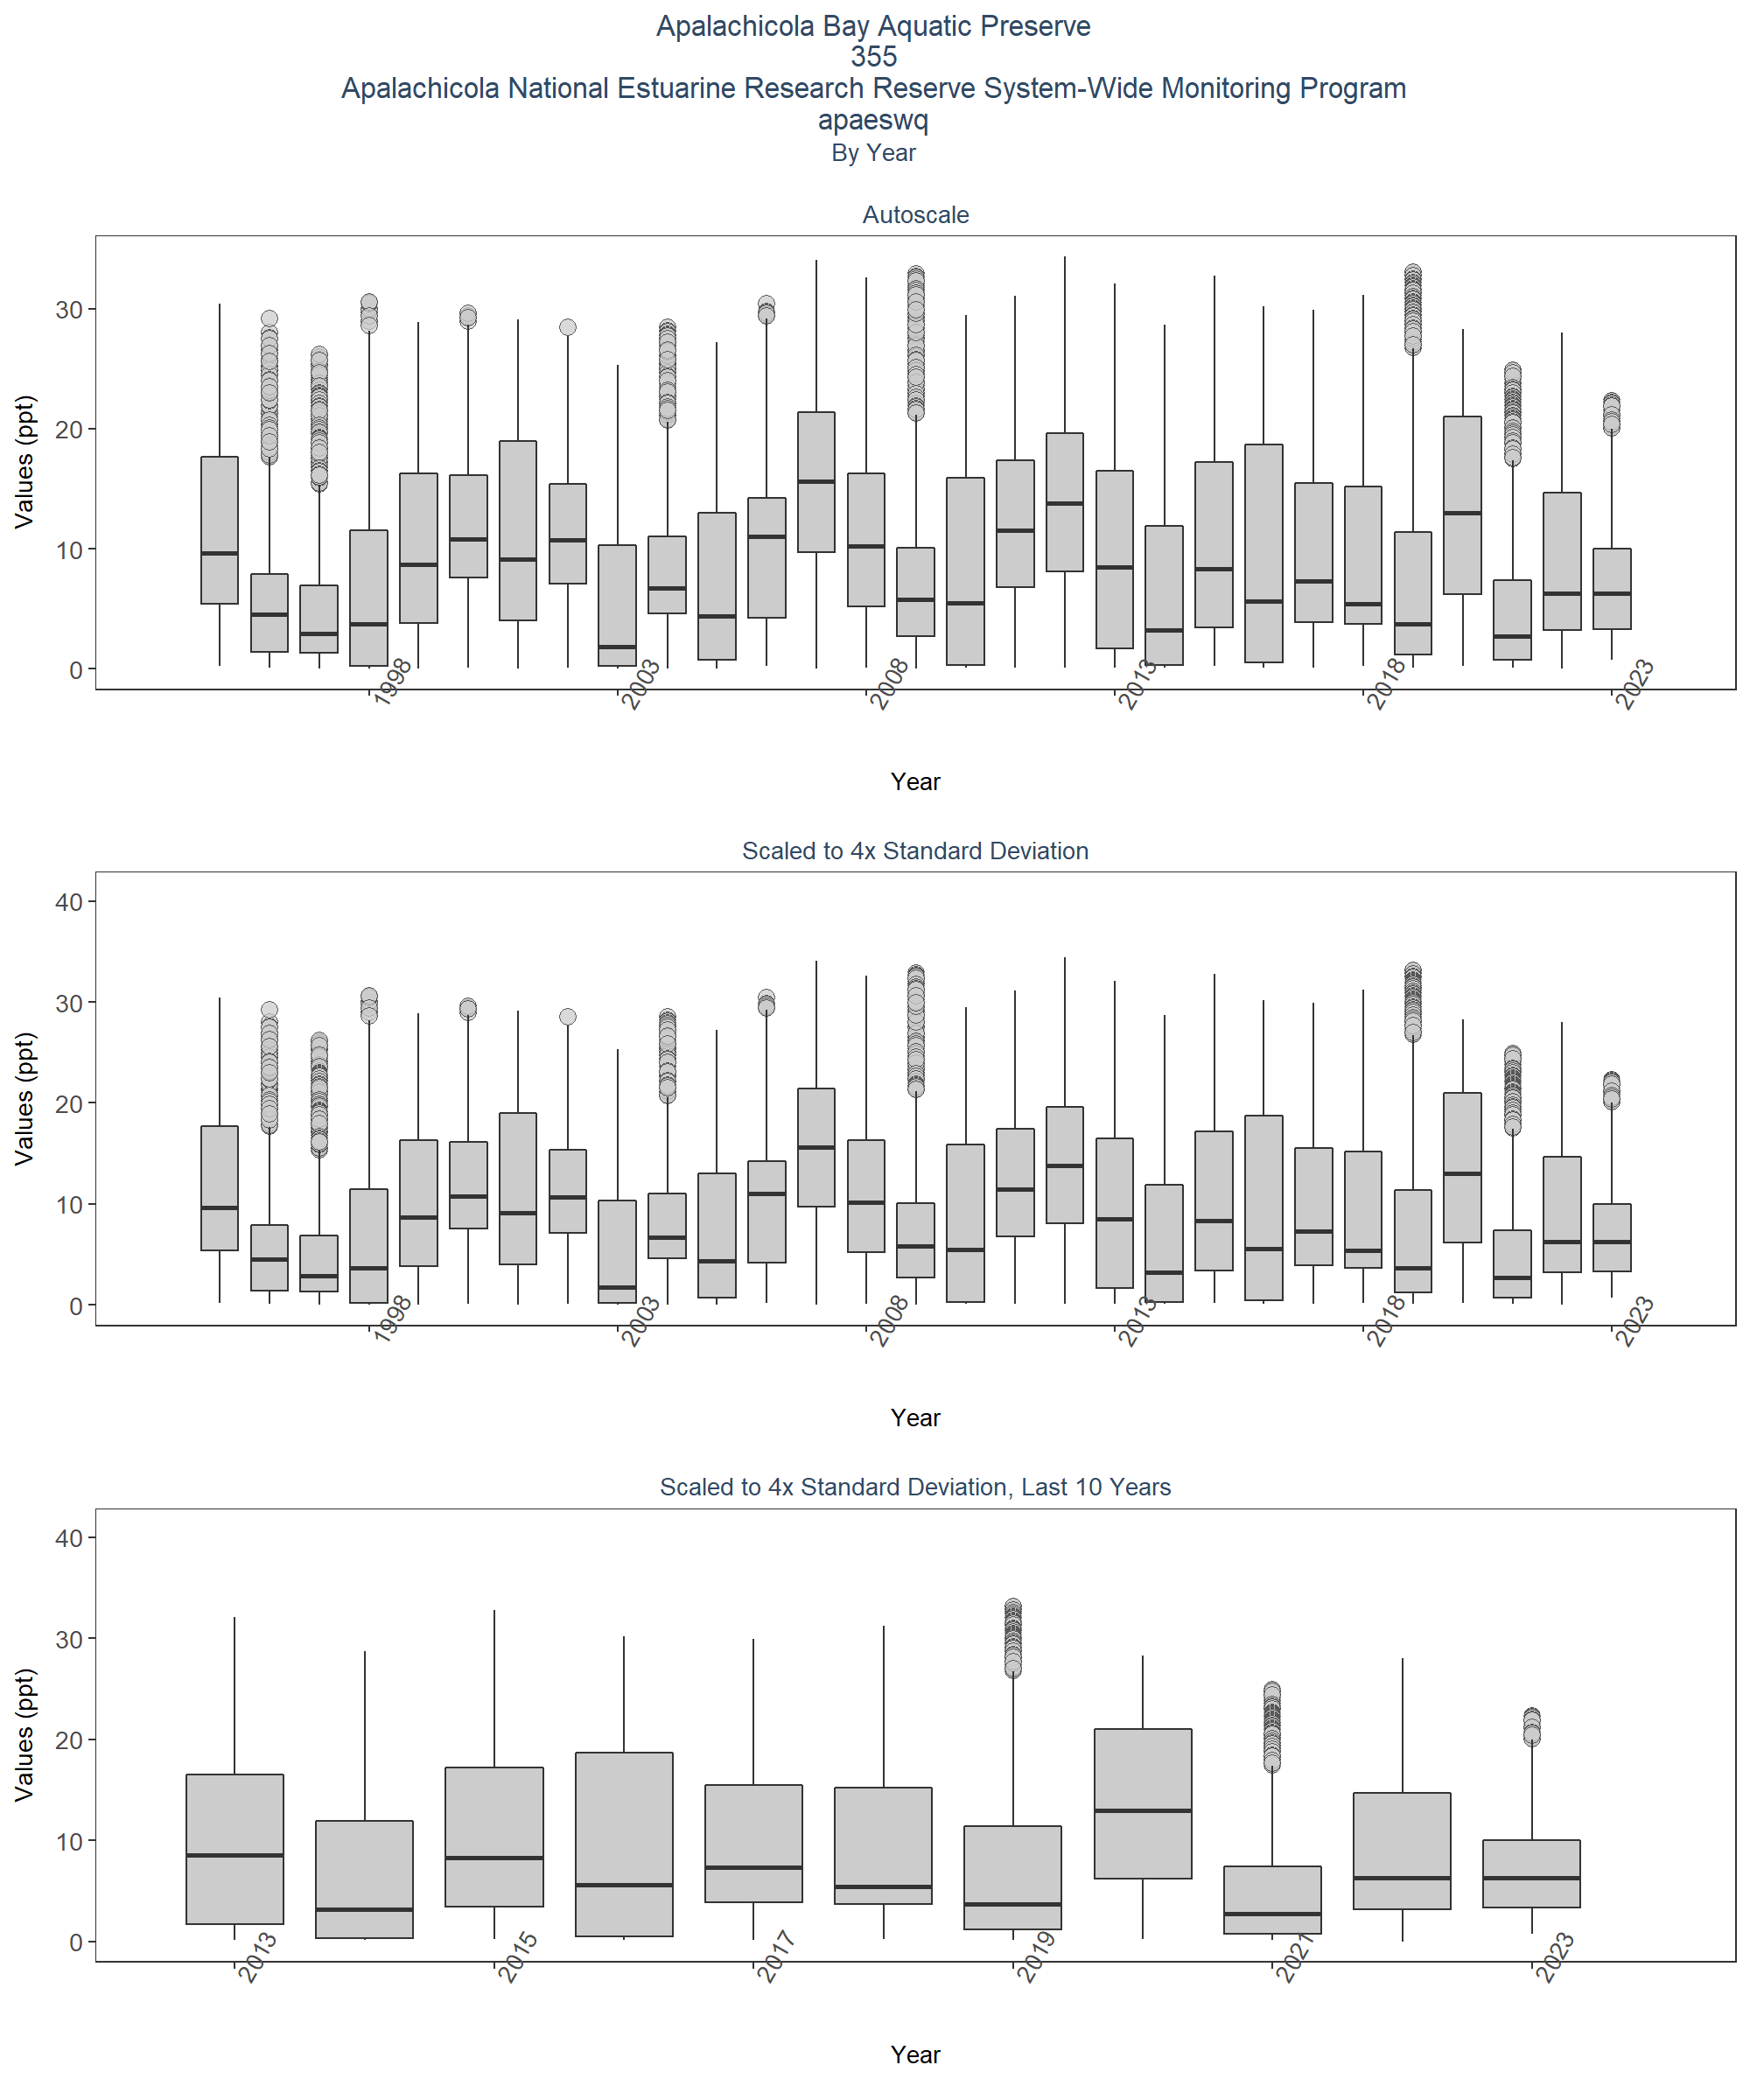 Apalachicola Bay Aquatic Preserve
355
Apalachicola National Estuarine Research Reserve System-Wide Monitoring Program
apaeswq
By Year
Autoscale
Values (ppt)
30
20
10
0
1998 2003 2008 2013 2018 2023
Year
Scaled to 4x Standard Deviation
Values (ppt)
40
30
20
10
0
1998 2003 2008 2013 2018 2023
Year
Scaled to 4x Standard Deviation, Last 10 Years
Values (ppt)
40
30
20
10
0
2013 2015 2017 2019 2021 2023
Year